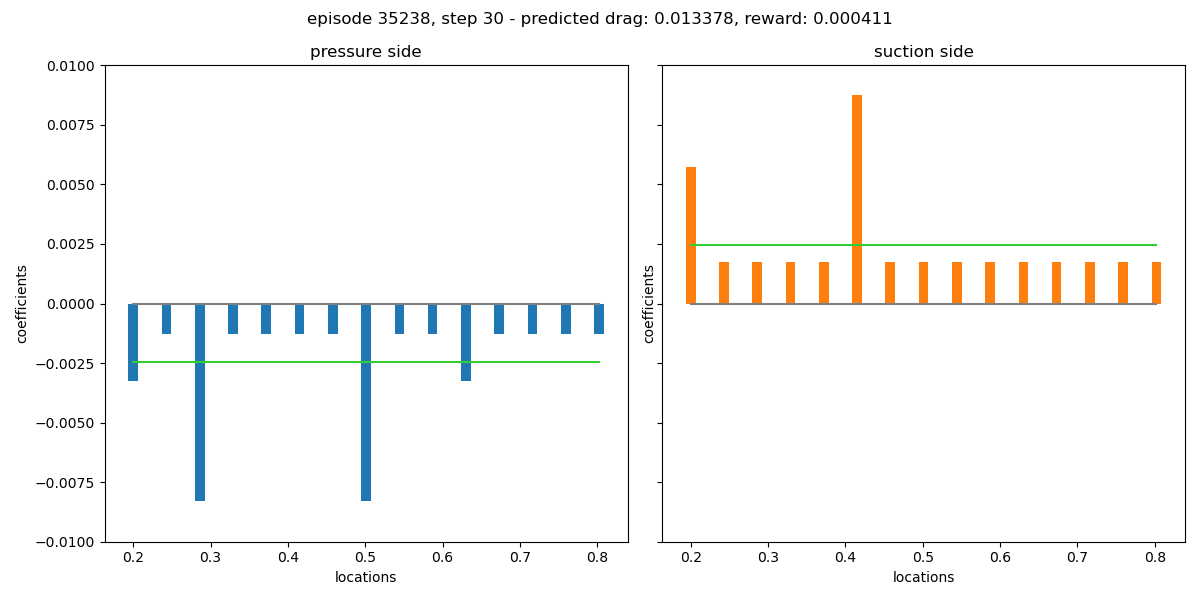 episode 35238, step 30 - predicted drag: 0.013378, reward: 0.000411
pressure side
suction side
0.0100
0.0075
0.0050
0.0025
0.0000
−0.0025
−0.0050
−0.0075
−0.0100
coefficients
coefficients
0.2 0.3 0.4 0.5 0.6 0.7 0.8
0.2 0.3 0.4 0.5 0.6 0.7 0.8
locations
locations